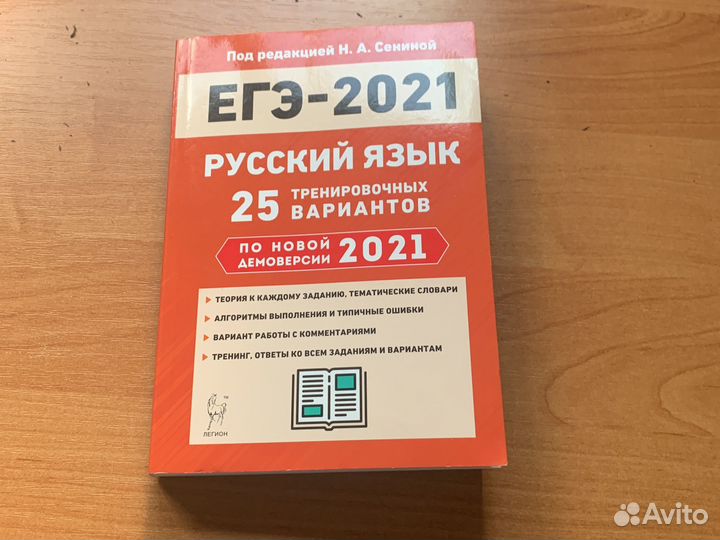 Под редакцией Н. А. Сениной
ЕГЭ-2021
РУССКИЙ ЯЗЫК
25 ТРЕНИРОВОЧНЫХ
ВАРИАНТОВ
ПО НОВОЙ
ДЕМОВЕРСИИ 2021
ТЕОРИЯ К КАЖДОМУ ЗАДАНИЮ, ТЕМАТИЧЕСКИЕ СЛОВАРИ
АЛГОРИТМЫ ВЫПОЛНЕНИЯ И ТИПИЧНЫЕ ОШИБКИ
ВАРИАНТ РАБОТЫ С КОММЕНТАРИЯМИ
ТРЕНИНГ, ОТВЕТЫ КО ВСЕМ ЗАДАНИЯМ И ВАРИАНТАМ
TM
ЛЕГИОН
Avito